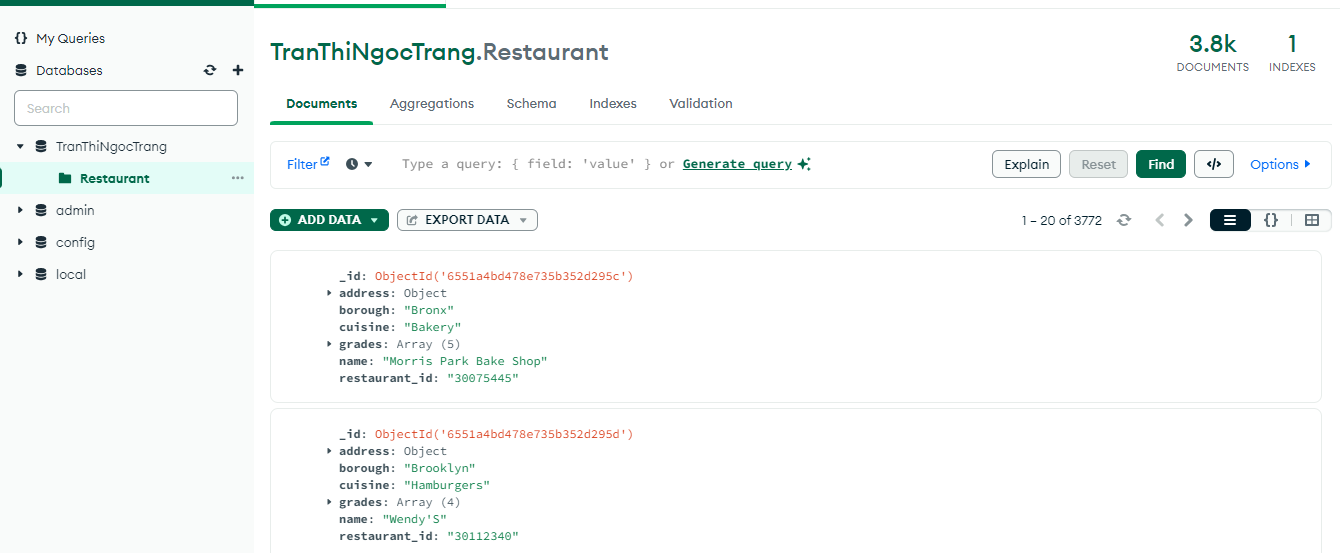 My Queries
Databases
Search
TranThiNgocTrang
Restaurant
admin
config
local
TranThiNgocTrang.Restaurant
3.8k
DOCUMENTS
1
INDEXES
Documents Aggregations Schema Indexes Validation
Filter Type a query: { field: 'value' } or Generate query Explain Reset Find </> Options
ADD DATA EXPORT DATA 1 – 20 of 3772 {}
_id: ObjectId('6551a4bd478e735b352d295c')
address: Object
borough: "Bronx"
cuisine: "Bakery"
grades: Array (5)
name: "Morris Park Bake Shop"
restaurant_id: "30075445"
_id: ObjectId('6551a4bd478e735b352d295d')
address: Object
borough: "Brooklyn"
cuisine: "Hamburgers"
grades: Array (4)
name: "Wendy'S"
restaurant_id: "30112340"